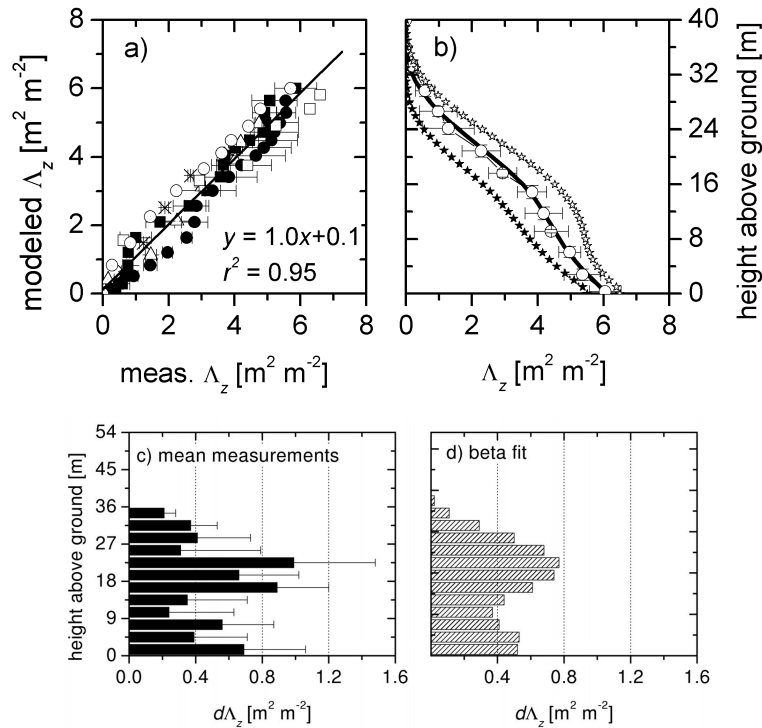 a)
8
6
4
2
0
modeled Λz [m² m⁻²]
y = 1.0x+0.1
r² = 0.95
0 2 4 6 8
meas. Λz [m² m⁻²]
b)
40
32
24
16
8
0
height above ground [m]
0 2 4 6 8
Λz [m² m⁻²]
c) mean measurements
54
45
36
27
18
9
0
height above ground [m]
0.0 0.4 0.8 1.2 1.6
dΛz [m² m⁻²]
d) beta fit
0.0 0.4 0.8 1.2 1.6
dΛz [m² m⁻²]